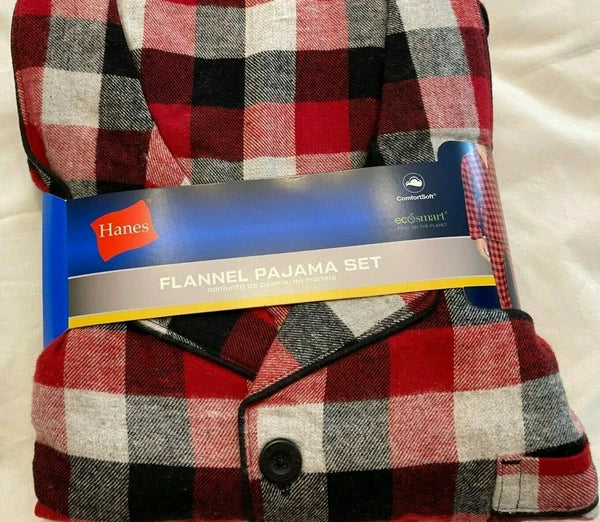 Hanes
ComfortSoft®
ecosmart®
EASY ON THE PLANET
FLANNEL PAJAMA SET
conjunto de pijama, de franela